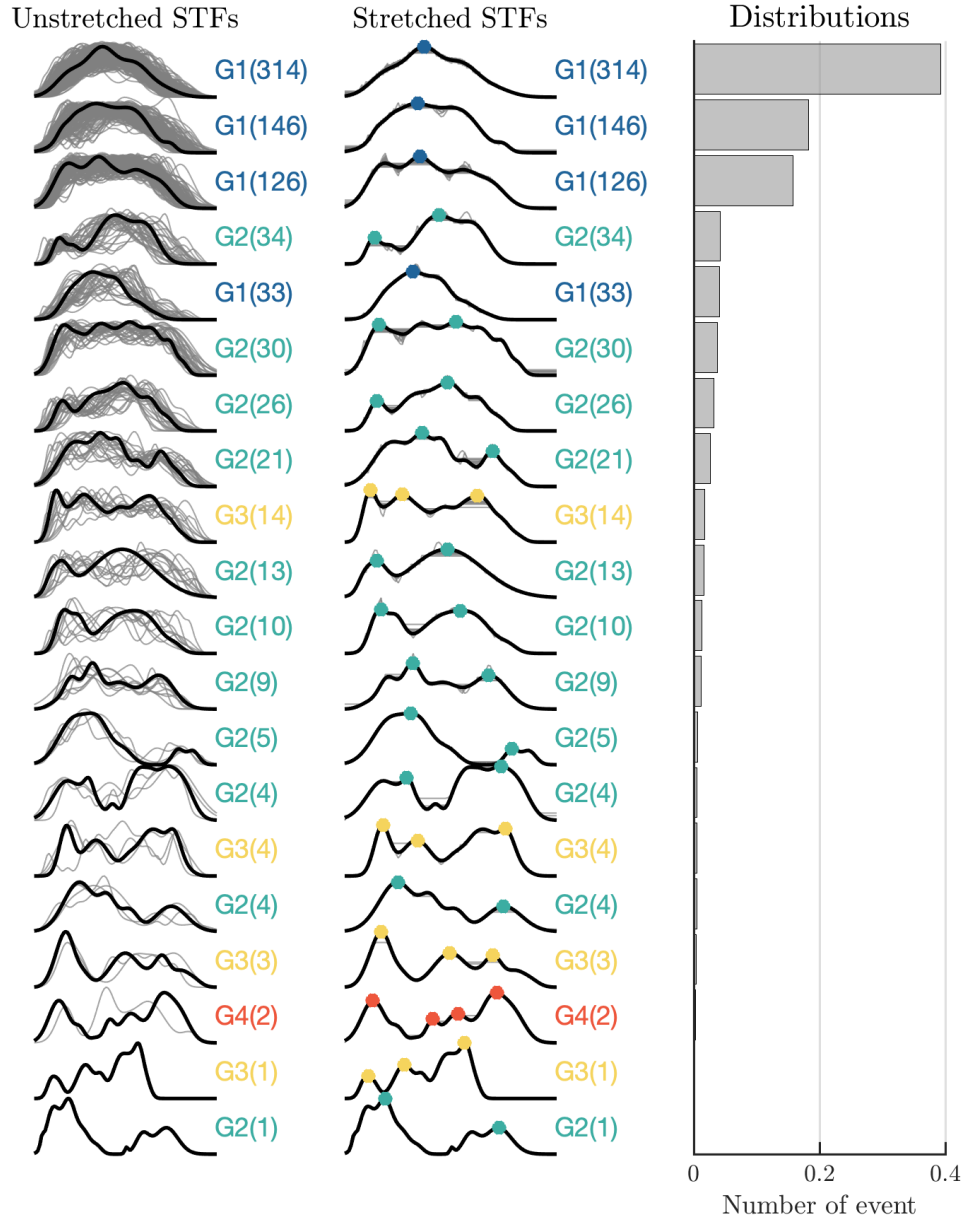 Unstretched STFs Stretched STFs Distributions
G1(314) G1(314)
G1(146) G1(146)
G1(126) G1(126)
G2(34) G2(34)
G1(33) G1(33)
G2(30) G2(30)
G2(26) G2(26)
G2(21) G2(21)
G3(14) G3(14)
G2(13) G2(13)
G2(10) G2(10)
G2(9) G2(9)
G2(5) G2(5)
G2(4) G2(4)
G3(4) G3(4)
G2(4) G2(4)
G3(3) G3(3)
G4(2) G4(2)
G3(1) G3(1)
G2(1) G2(1)
0 0.2 0.4
Number of event